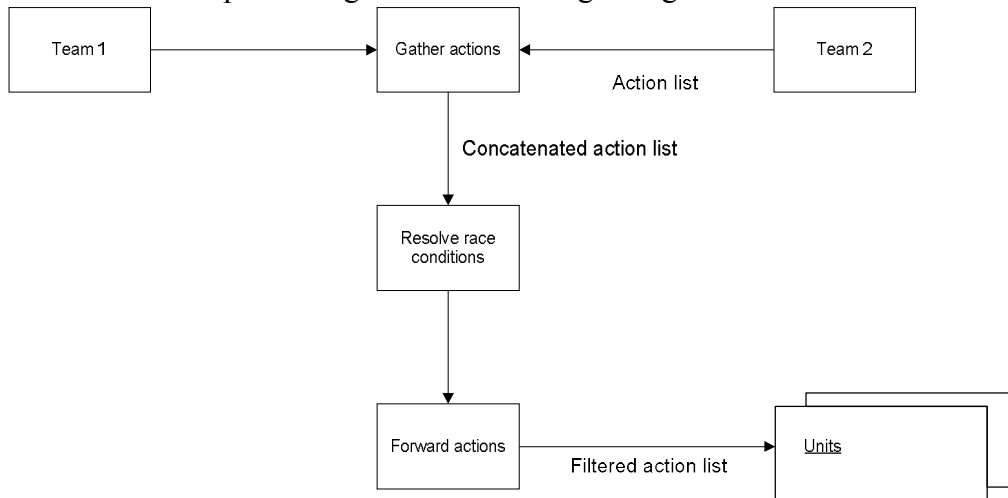 Team 1
Gather actions
Team 2
Action list
Concatenated action list
Resolve race
conditions
Forward actions
Filtered action list
Units